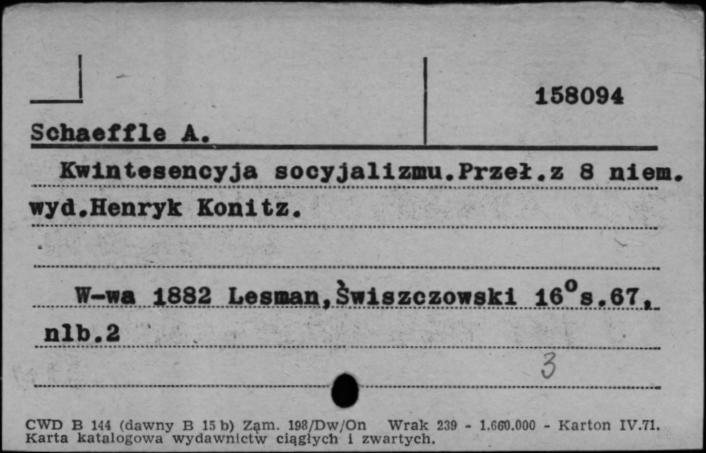 158094
Schaeffle A.
Kwintesencyja socyjalizmu.Przeł.z 8 niem.
wyd.Henryk Konitz.
W-wa 1882 Lesman,Świszczowski 16° s.67,
nlb.2
3
CWD B 144 (dawny B 15 b) Zam. 198/Dw/On Wrak 239 - 1.660.000 - Karton IV.71.
Karta katalogowa wydawnictw ciągłych i zwartych.